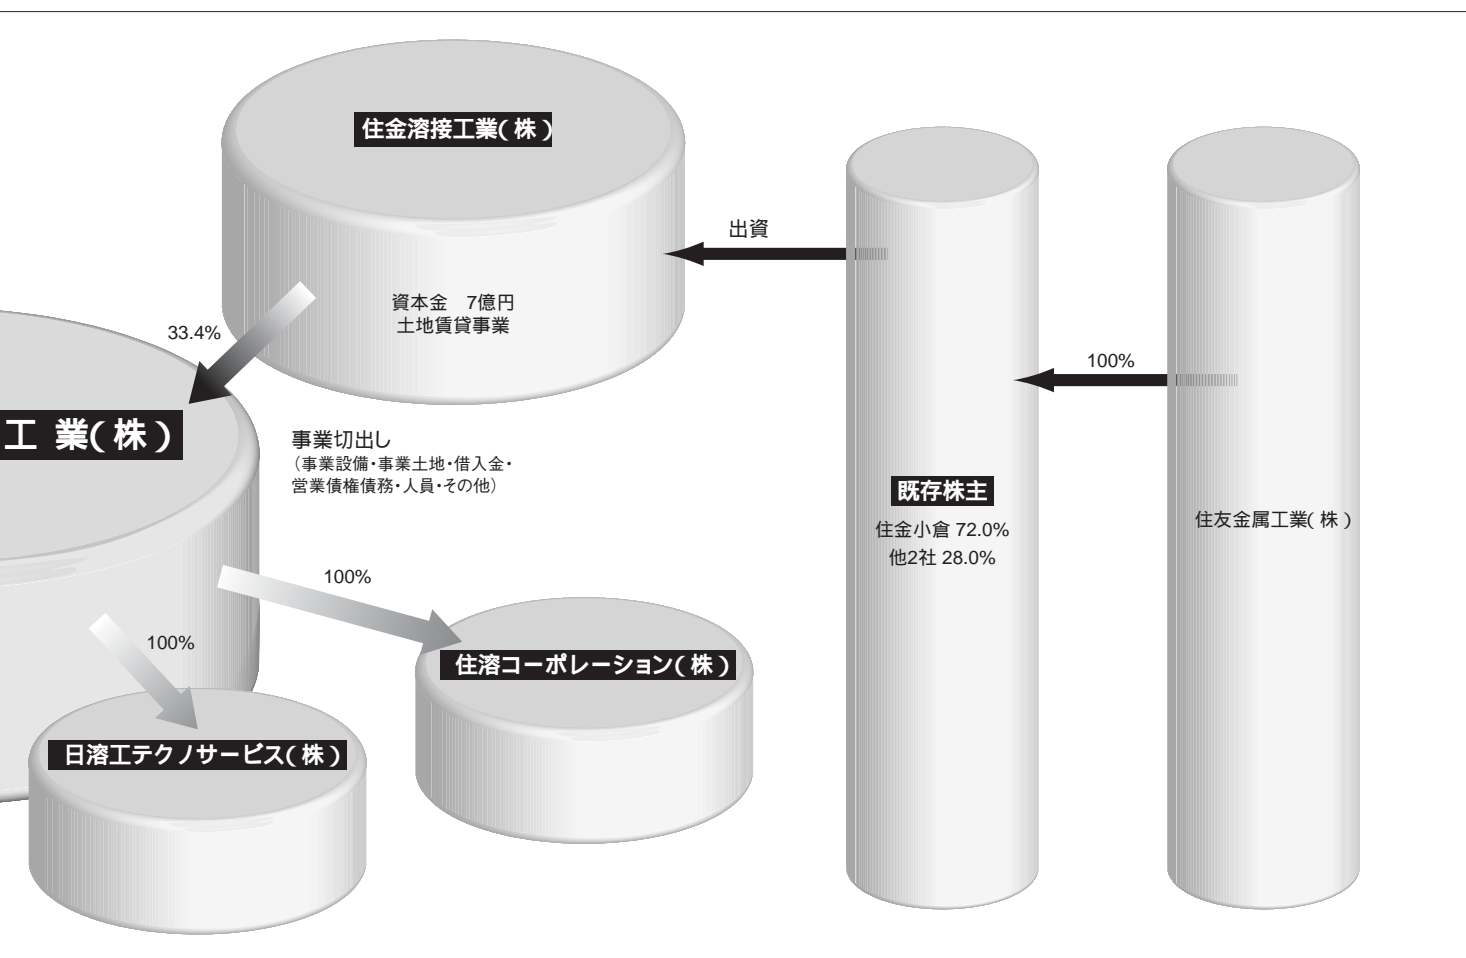 住金溶接工業(株)
出資
資本金　7億円
土地賃貸事業
33.4%
100%
工 業(株)
事業切出し
（事業設備・事業土地・借入金・
営業債権債務・人員・その他）
既存株主
住金小倉 72.0%
他2社 28.0%
住友金属工業(株)
100%
100%
住溶コーポレーション(株)
日溶工テクノサービス(株)